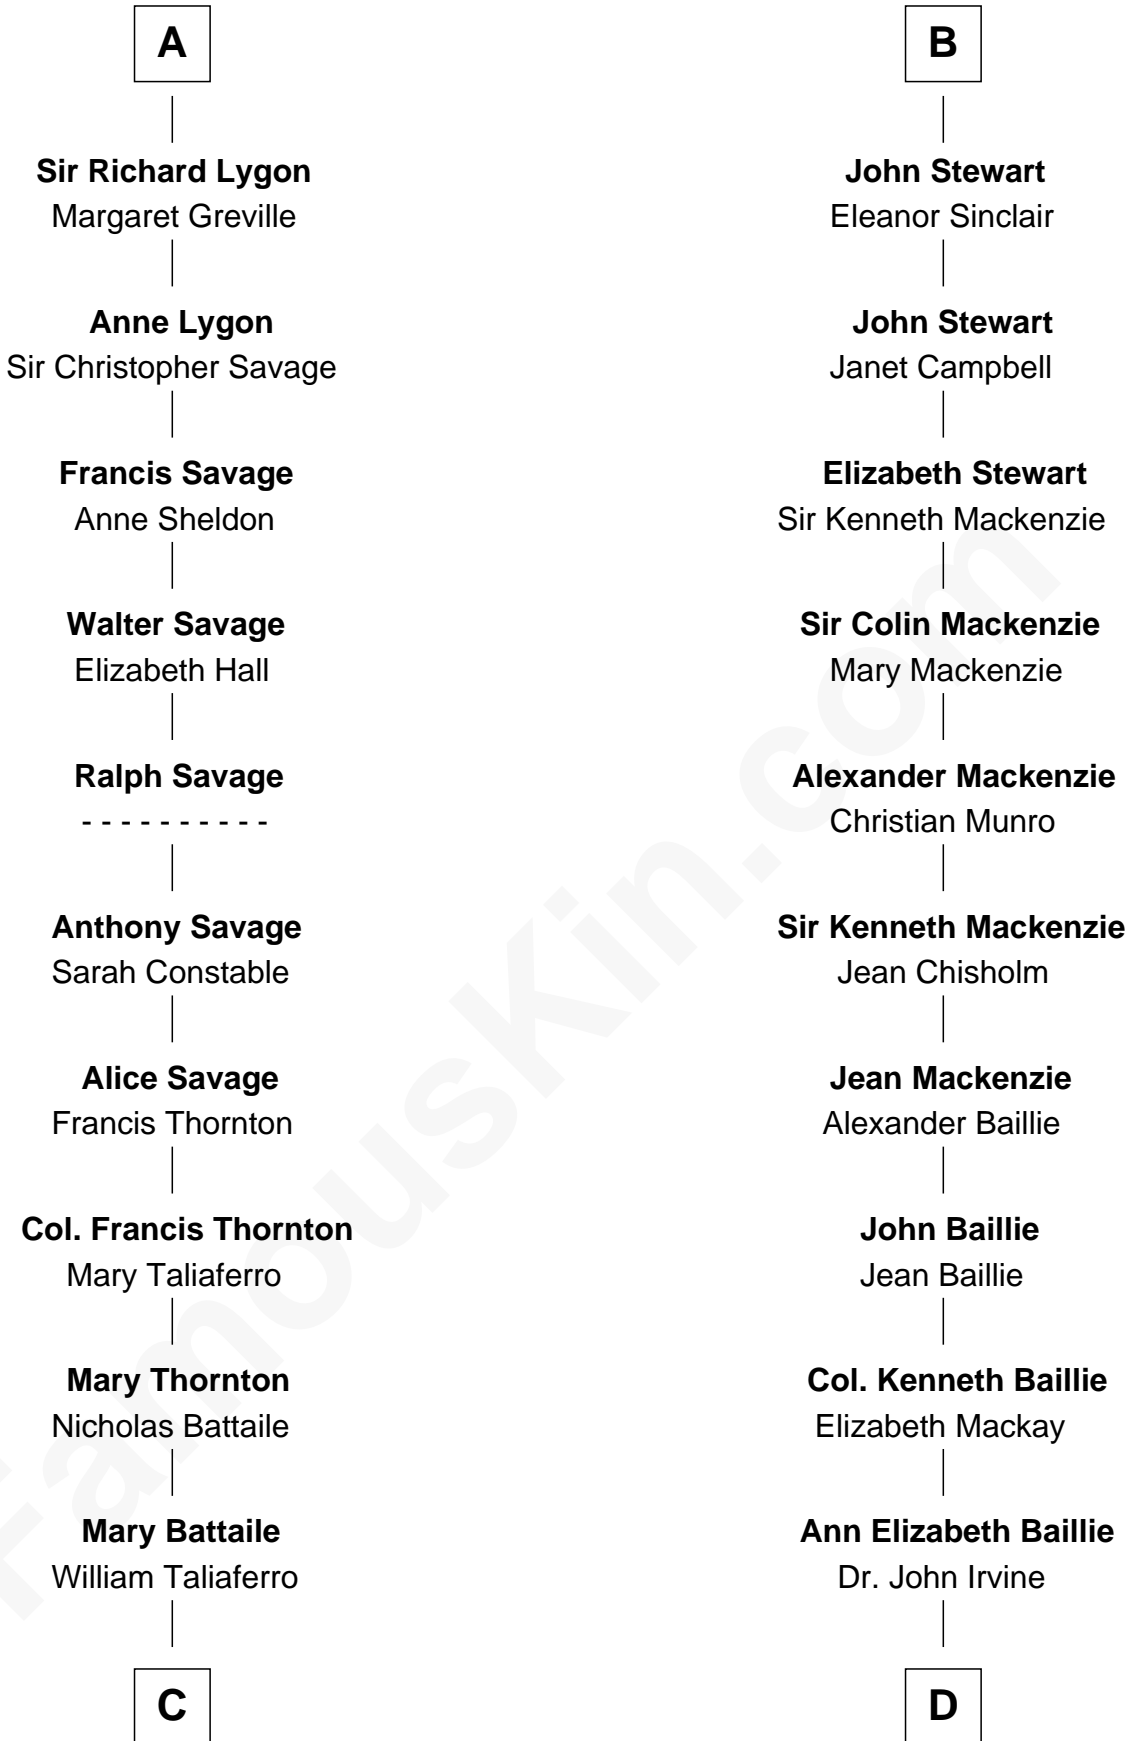 A
Sir Richard Lygon
Margaret Greville
Anne Lygon
Sir Christopher Savage
Francis Savage
Anne Sheldon
Walter Savage
Elizabeth Hall
Ralph Savage
- - - - - - - - - -
Anthony Savage
Sarah Constable
Alice Savage
Francis Thornton
Col. Francis Thornton
Mary Taliaferro
Mary Thornton
Nicholas Battaile
Mary Battaile
William Taliaferro
C
B
John Stewart
Eleanor Sinclair
John Stewart
Janet Campbell
Elizabeth Stewart
Sir Kenneth Mackenzie
Sir Colin Mackenzie
Mary Mackenzie
Alexander Mackenzie
Christian Munro
Sir Kenneth Mackenzie
Jean Chisholm
Jean Mackenzie
Alexander Baillie
John Baillie
Jean Baillie
Col. Kenneth Baillie
Elizabeth Mackay
Ann Elizabeth Baillie
Dr. John Irvine
D
FamousKin.com